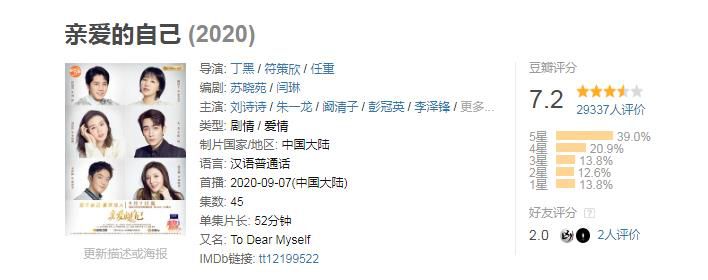 亲爱的自己 (2020)
导演: 丁黑 / 符策欣 / 任重
编剧: 苏晓苑 / 闫琳
主演: 刘诗诗 / 朱一龙 / 阚清子 / 彭冠英 / 李泽锋 / 更多...
类型: 剧情 / 爱情
制片国家/地区: 中国大陆
语言: 汉语普通话
首播: 2020-09-07(中国大陆)
集数: 45
单集片长: 52分钟
又名: To Dear Myself
IMDb链接: tt12199522
亲爱的自己
更新描述或海报
豆瓣评分
7.2
29337人评价
5星 39.0%
4星 20.9%
3星 13.8%
2星 12.6%
1星 13.8%
好友评分 ?
2.0 2人评价